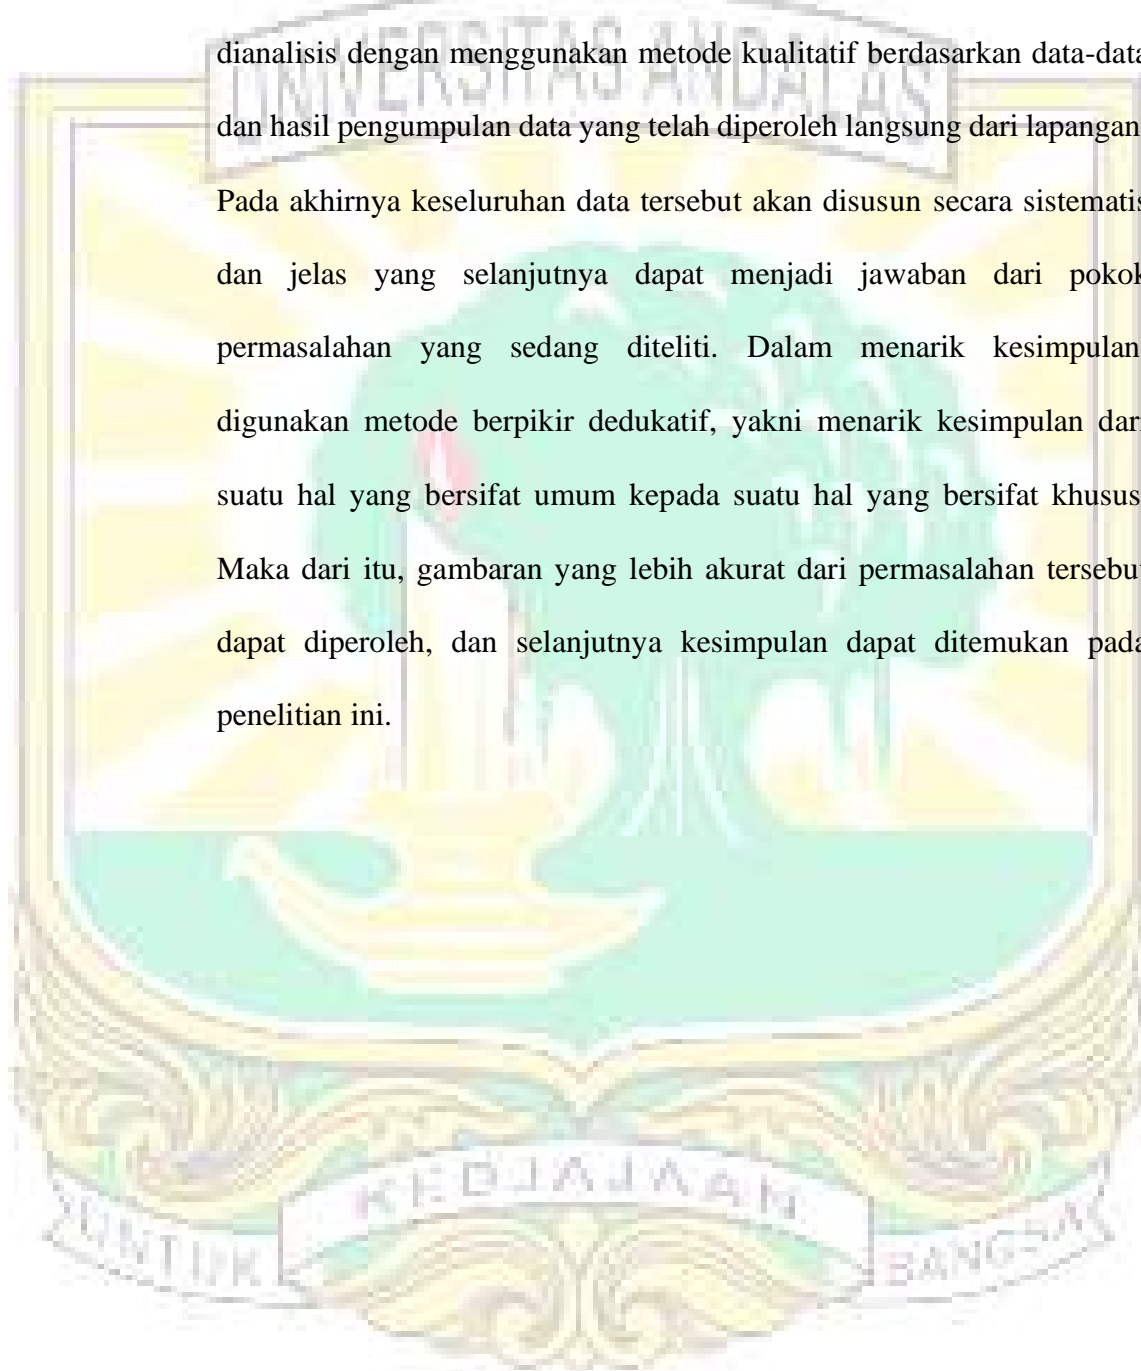 UNIVERSITAS ANDALAS
dianalisis dengan menggunakan metode kualitatif berdasarkan data-data
dan hasil pengumpulan data yang telah diperoleh langsung dari lapangan
Pada akhirnya keseluruhan data tersebut akan disusun secara sistematis
dan jelas yang selanjutnya dapat menjadi jawaban dari pokok
permasalahan yang sedang diteliti. Dalam menarik kesimpulan
digunakan metode berpikir dedukatif, yakni menarik kesimpulan dari
suatu hal yang bersifat umum kepada suatu hal yang bersifat khusus
Maka dari itu, gambaran yang lebih akurat dari permasalahan tersebut
dapat diperoleh, dan selanjutnya kesimpulan dapat ditemukan pada
penelitian ini.
UNTUK KEDJAJAAN BANGSA